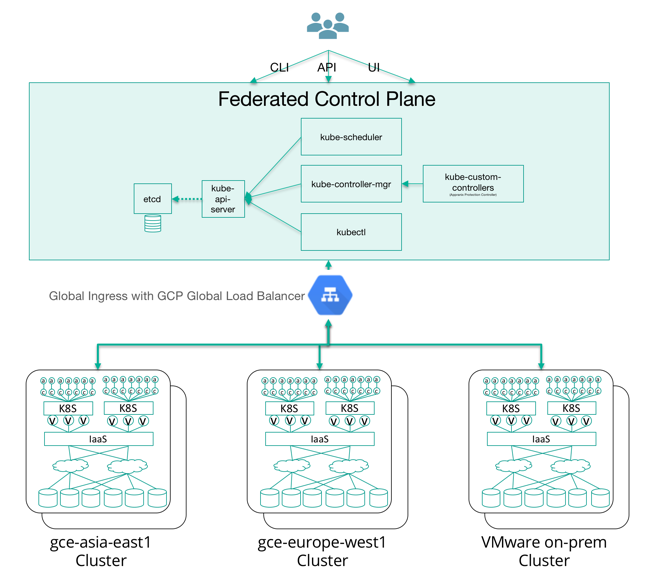 CLI API UI
Federated Control Plane
kube-scheduler
kube-controller-mgr
kube-custom-
controllers
etcd
kube-
api-
server
kubectl
Global Ingress with GCP Global Load Balancer
K8S K8S
V V V V V V
IaaS
K8S K8S
V V V V V V
IaaS
K8S K8S
V V V V V V
IaaS
gce-asia-east1
Cluster
gce-europe-west1
Cluster
VMware on-prem
Cluster